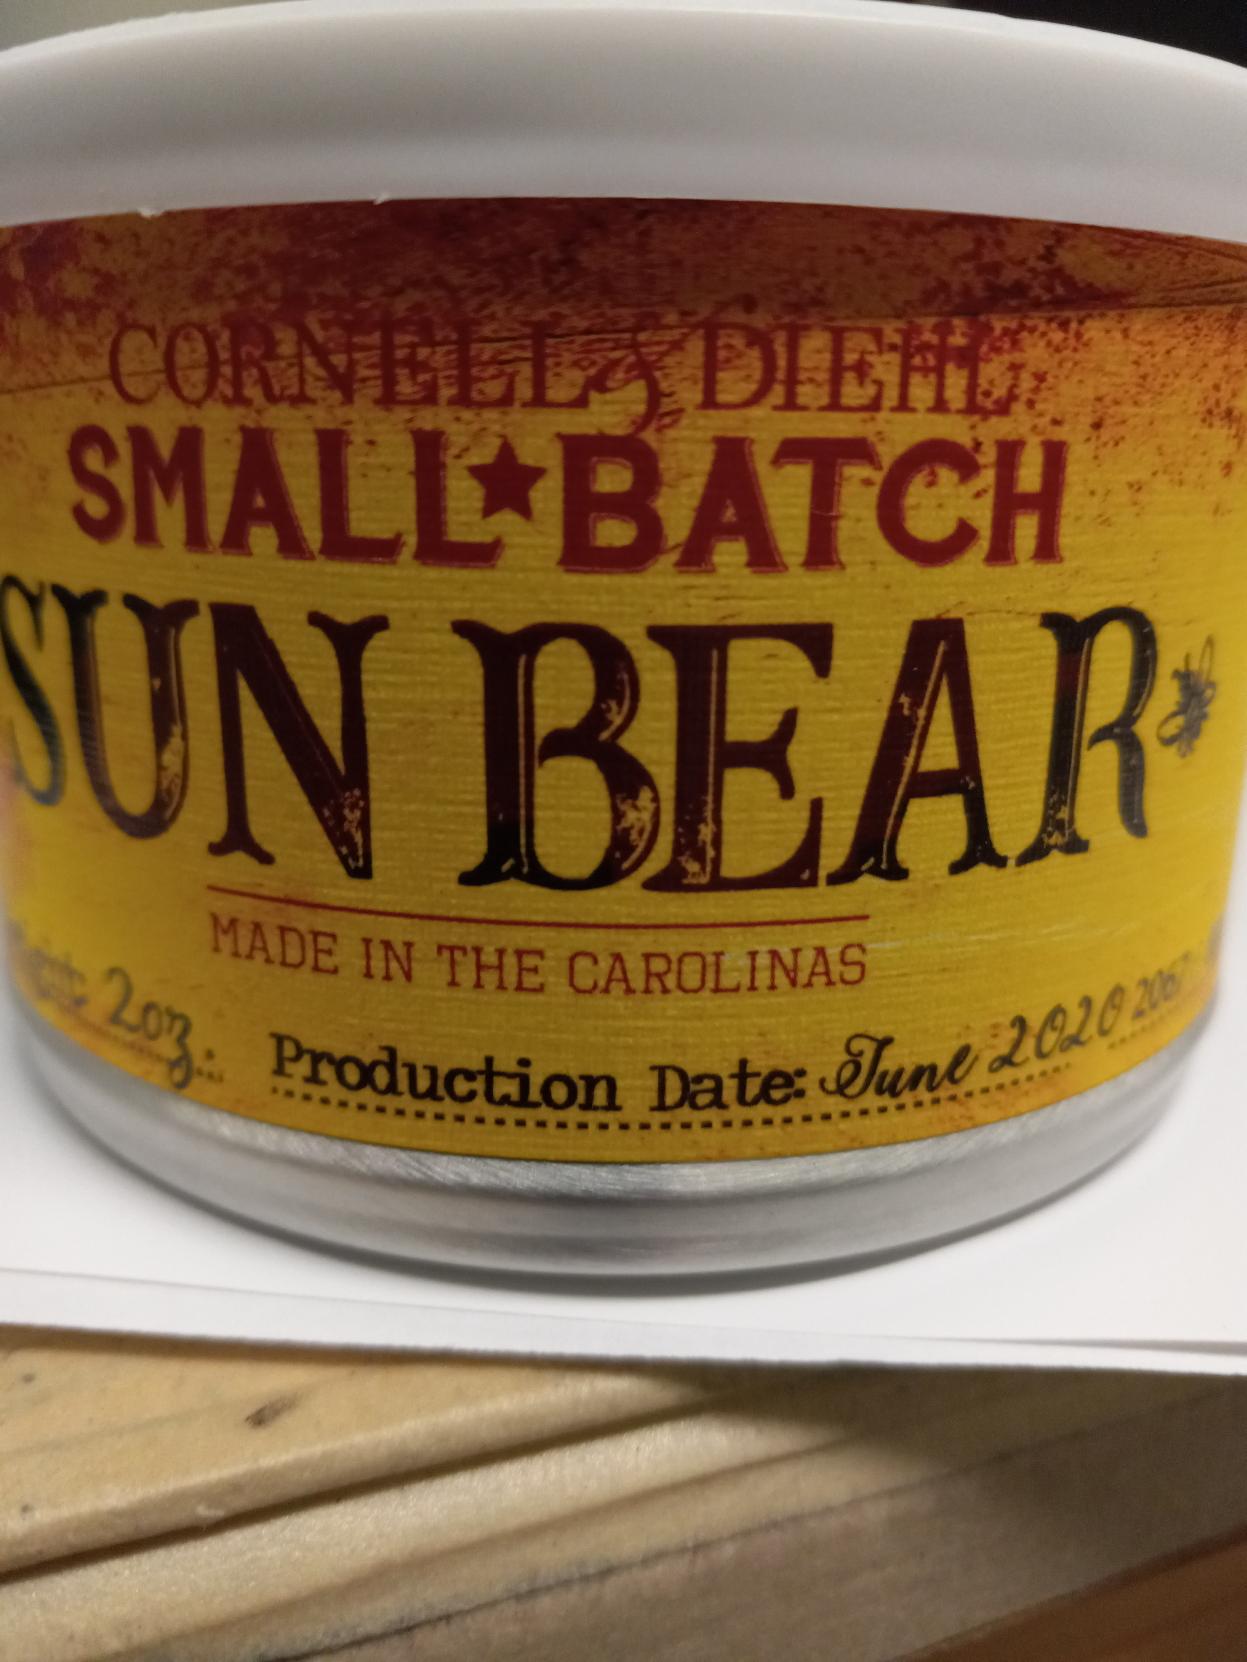 CORNELL & DIEHL
SMALL★BATCH
SUN BEAR
MADE IN THE CAROLINAS
2oz. Production Date: June 2020